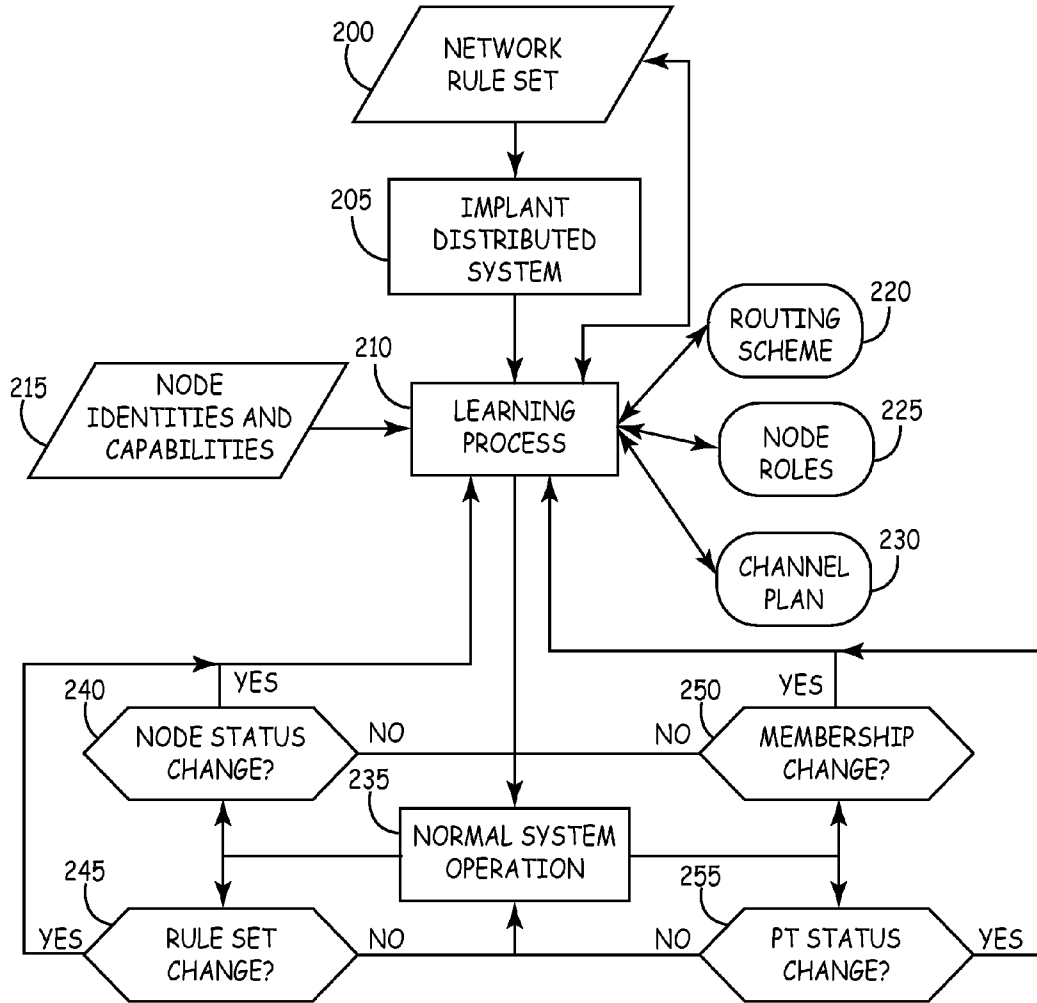 200
NETWORK
RULE SET
205
IMPLANT
DISTRIBUTED
SYSTEM
220
ROUTING
SCHEME
210
215
NODE
IDENTITIES AND
CAPABILITIES
LEARNING
PROCESS
225
NODE
ROLES
230
CHANNEL
PLAN
240
YES
NODE STATUS
CHANGE?
NO
NO
250
YES
MEMBERSHIP
CHANGE?
235
NORMAL SYSTEM
OPERATION
245
YES
RULE SET
CHANGE?
NO
NO
255
PT STATUS
CHANGE?
YES